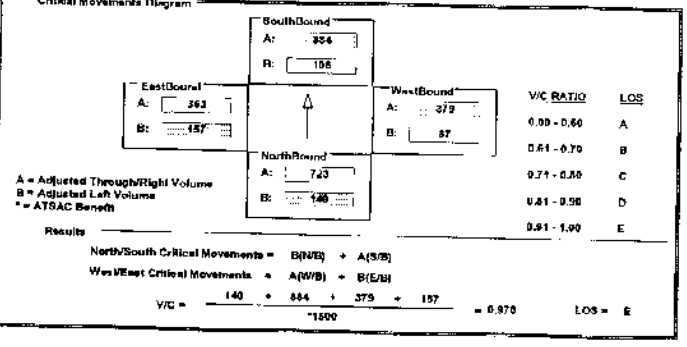 Critical Movements Diagram
SouthBound
A: 884
B:
EastBound
A: 363
B: 157
WestBound
A: 379
B: 87
NorthBound
A: 723
B: 140
V/C RATIO LOS
0.00 - 0.60 A
0.61 - 0.70 B
0.71 - 0.80 C
0.81 - 0.90 D
0.91 - 1.00 E
A = Adjusted Through/Right Volume
B = Adjusted Left Volume
* = ATSAC Benefit
Results
North/South Critical Movements = B(N/B) + A(S/B)
West/East Critical Movements = A(W/B) + B(E/B)
V/C = 140 + 884 + 379 + 157 = 0.970 LOS = E
*1500